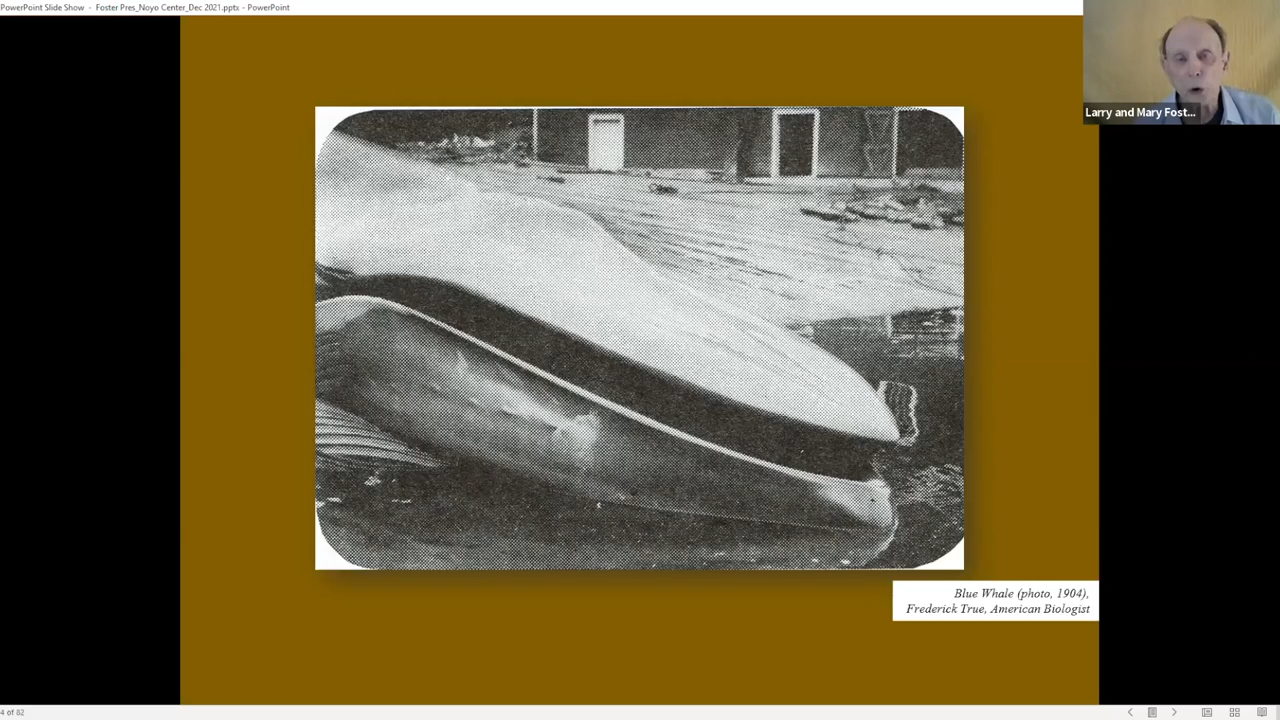 PowerPoint Slide Show - Foster Pres_Noyo Center_Dec 2021.pptx - PowerPoint
Larry and Mary Fost...
Blue Whale (photo, 1904),
Frederick True, American Biologist
4 of 82